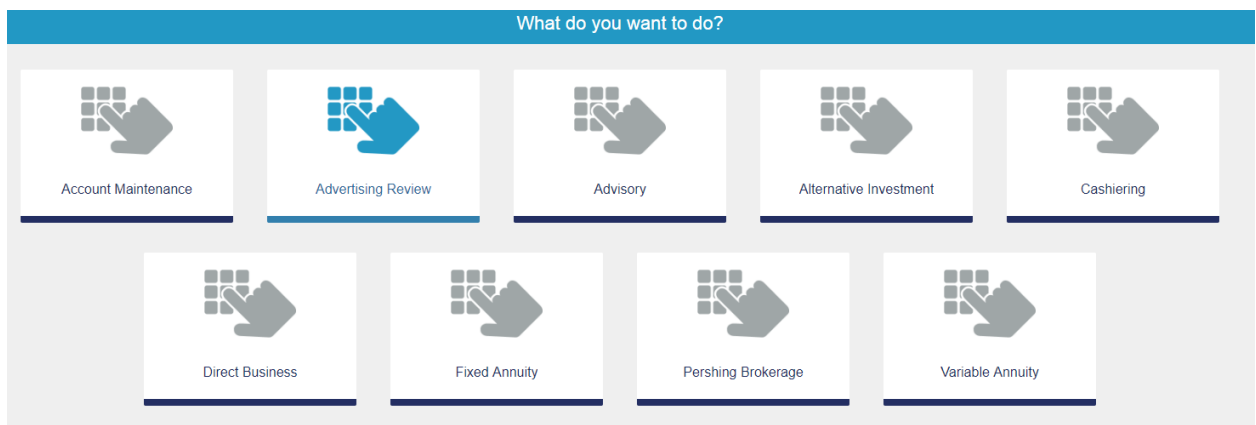 What do you want to do?
Account Maintenance
Advertising Review
Advisory
Alternative Investment
Cashiering
Direct Business
Fixed Annuity
Pershing Brokerage
Variable Annuity